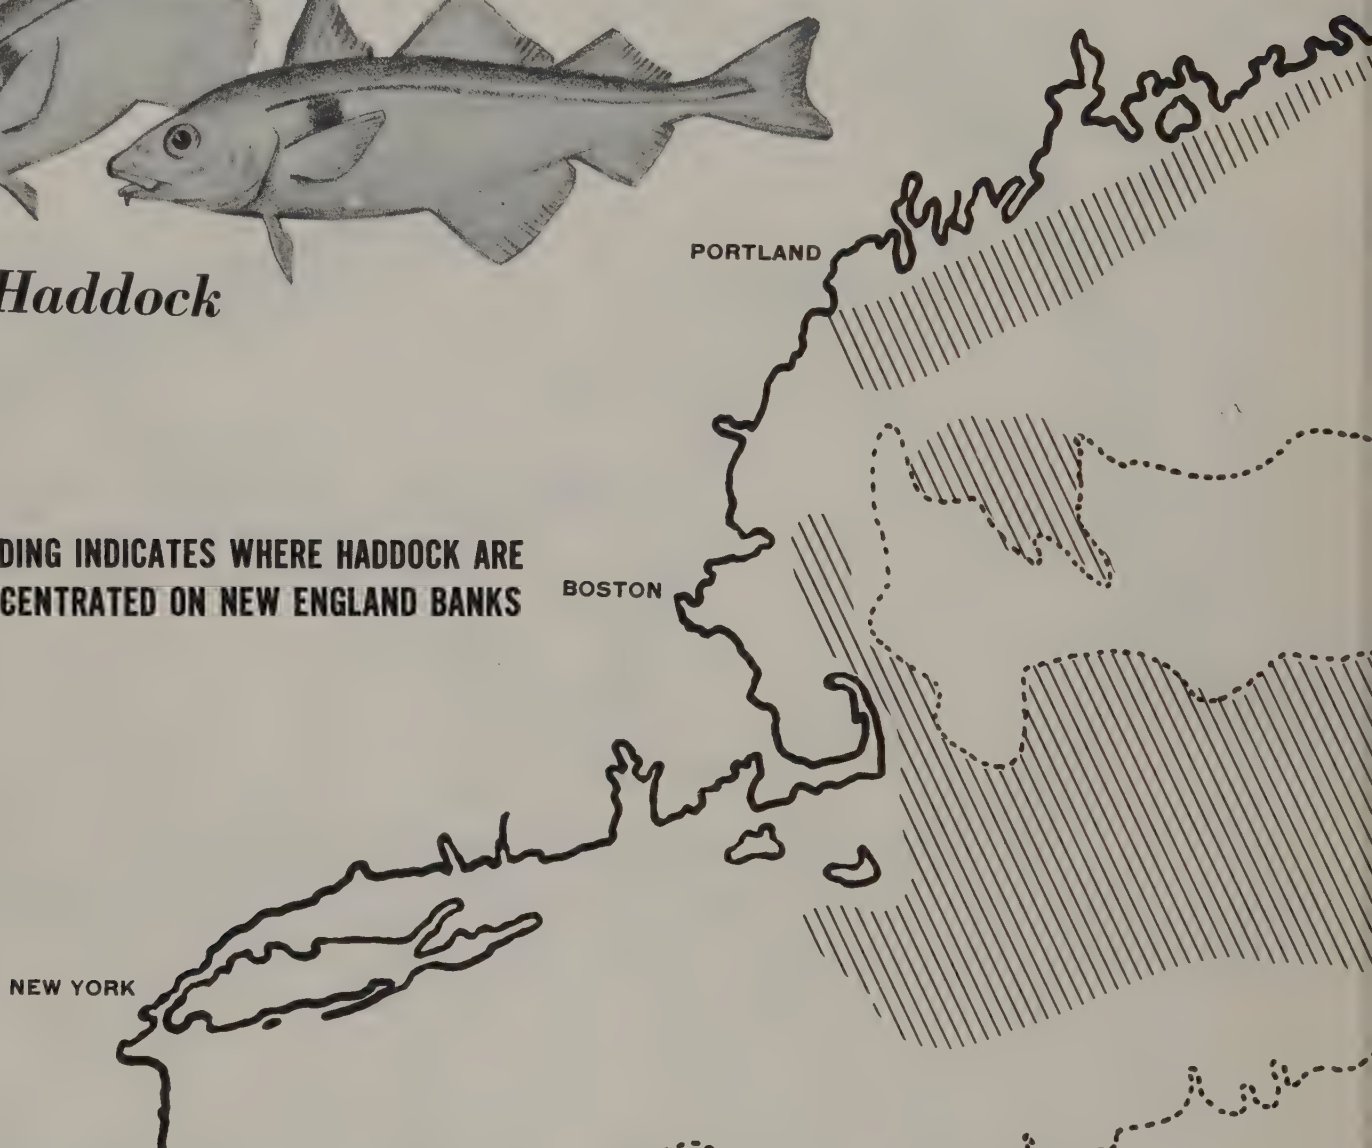 Haddock
PORTLAND
DING INDICATES WHERE HADDOCK ARE
CENTRATED ON NEW ENGLAND BANKS
BOSTON
NEW YORK